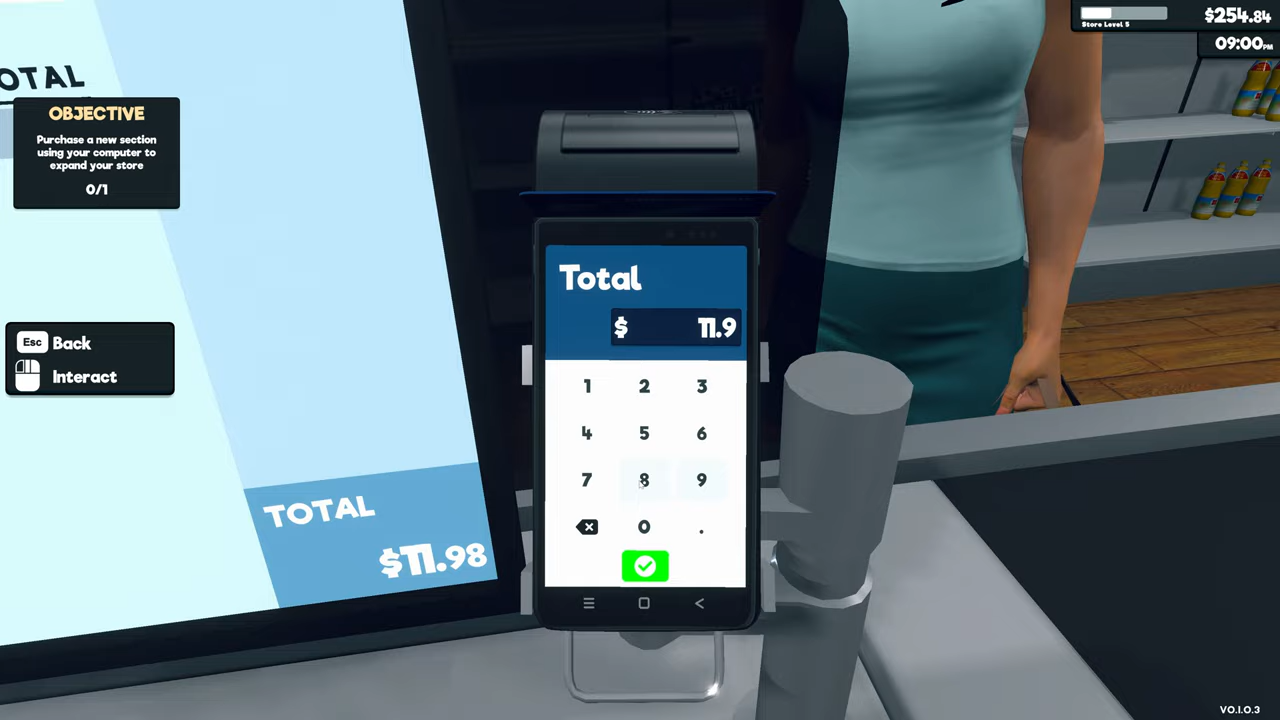 $254.84
Store Level 5
09:00PM
OTAL
OBJECTIVE
Purchase a new section
using your computer to
expand your store
0/1
Esc Back
Interact
Total
$ 11.9
1 2 3
4 5 6
7 8 9
0 .
TOTAL
$11.98
V0.1.0.3